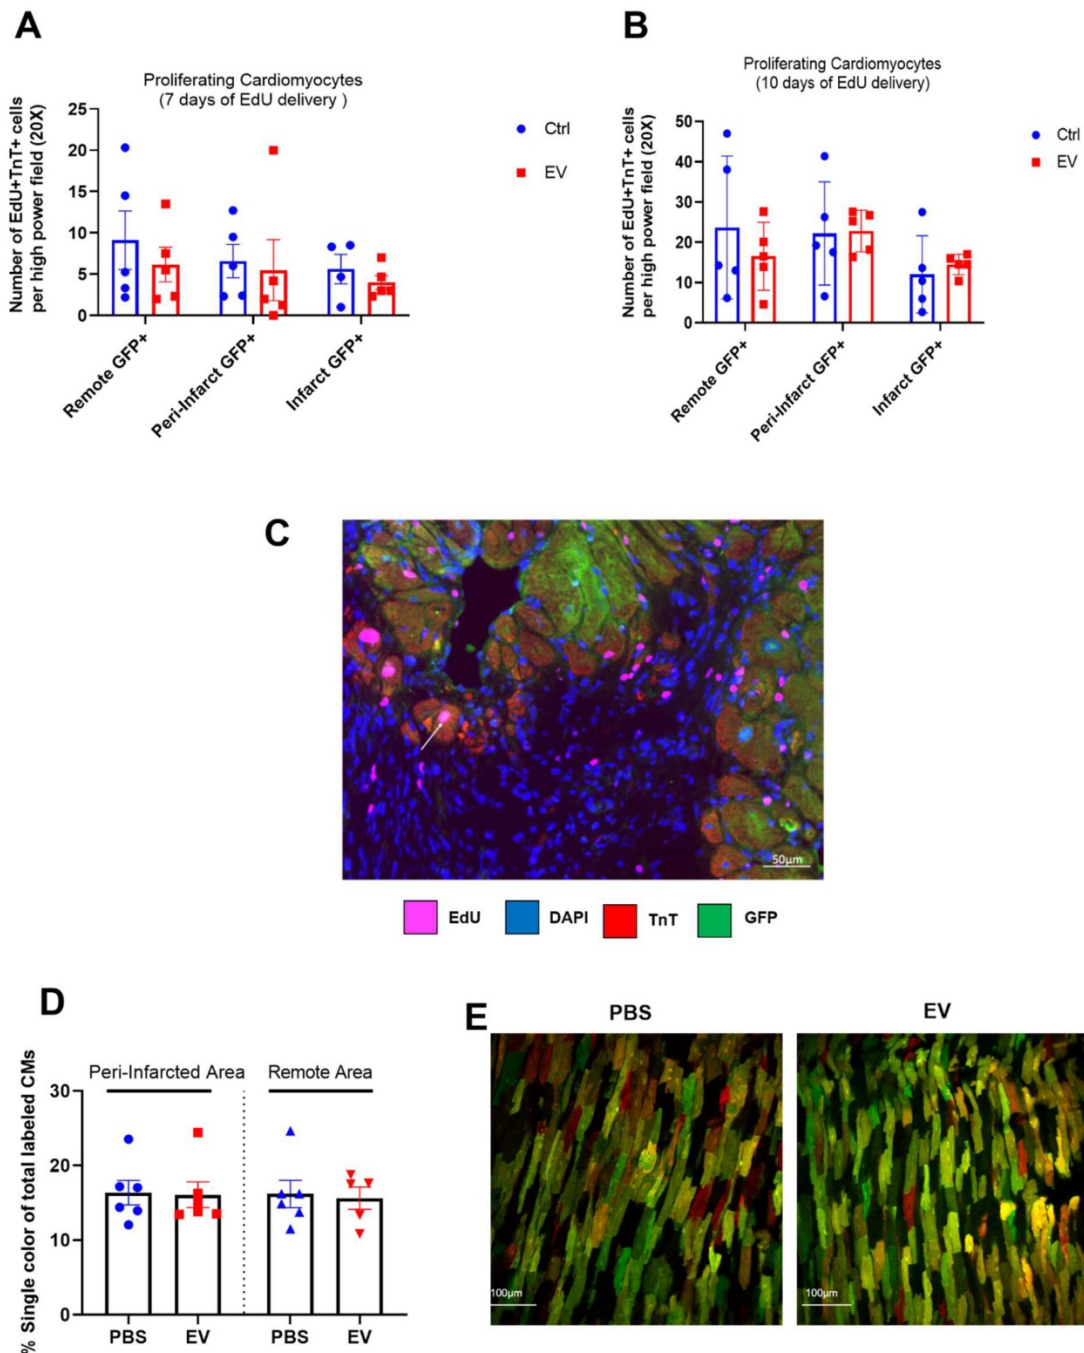 A
Proliferating Cardiomyocytes
(7 days of EdU delivery )
Number of EdU+TnT+ cells
per high power field (20X)
25
20
15
10
5
0
Remote GFP+
Peri-Infarct GFP+
Infarct GFP+
Ctrl
EV
B
Proliferating Cardiomyocytes
(10 days of EdU delivery)
Number of EdU+TnT+ cells
per high power field (20X)
50
40
30
20
10
0
Remote GFP+
Peri-Infarct GFP+
Infarct GFP+
Ctrl
EV
C
50μm
EdU
DAPI
TnT
GFP
D
% Single color of total labeled CMs
Peri-Infarcted Area
Remote Area
30
20
10
0
PBS
EV
PBS
EV
E
PBS
EV
100μm
100μm